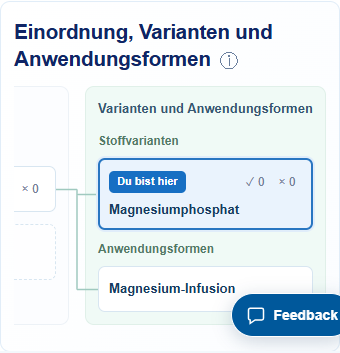 Einordnung, Varianten und
Anwendungsformen ⓘ
Varianten und Anwendungsformen
Stoffvarianten
× 0
Du bist hier ✓ 0 × 0
Magnesiumphosphat
Anwendungsformen
Magnesium-Infusion
Feedback